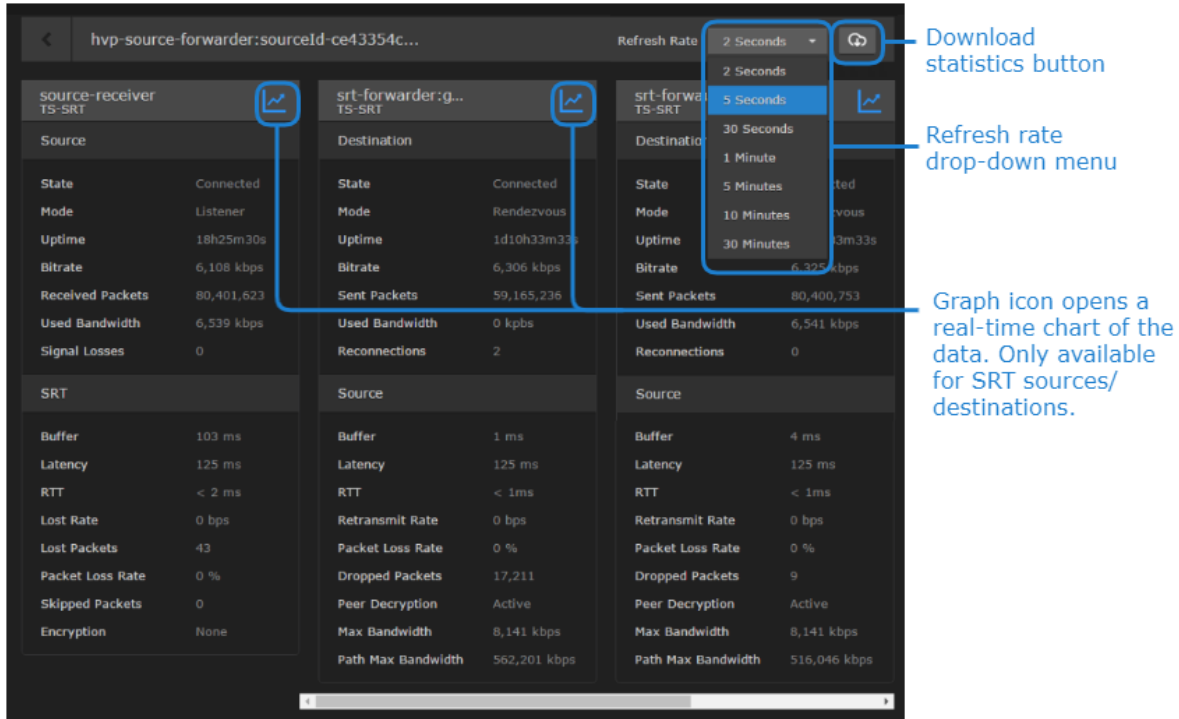 hvp-source-forwarder:sourceId-ce43354c...
Refresh Rate
2 Seconds
2 Seconds
5 Seconds
30 Seconds
1 Minute
5 Minutes
10 Minutes
30 Minutes
Download
statistics button
Refresh rate
drop-down menu
Graph icon opens a
real-time chart of the
data. Only available
for SRT sources/
destinations.
source-receiver
TS-SRT
Source
State Connected
Mode Listener
Uptime 18h25m30s
Bitrate 6,108 kbps
Received Packets 80,401,623
Used Bandwidth 6,539 kbps
Signal Losses 0
SRT
Buffer 103 ms
Latency 125 ms
RTT < 2 ms
Lost Rate 0 bps
Lost Packets 43
Packet Loss Rate 0 %
Skipped Packets 0
Encryption None
srt-forwarder:g...
TS-SRT
Destination
State Connected
Mode Rendezvous
Uptime 1d10h33m33s
Bitrate 6,306 kbps
Sent Packets 59,165,236
Used Bandwidth 0 kpbs
Reconnections 2
Source
Buffer 1 ms
Latency 125 ms
RTT < 1ms
Retransmit Rate 0 bps
Packet Loss Rate 0 %
Dropped Packets 17,211
Peer Decryption Active
Max Bandwidth 8,141 kbps
Path Max Bandwidth 562,201 kbps
srt-forwa
TS-SRT
Destinatio
State cted
Mode vous
Uptime 3m33s
Bitrate 6,325 kbps
Sent Packets 80,400,753
Used Bandwidth 6,541 kbps
Reconnections 0
Source
Buffer 4 ms
Latency 125 ms
RTT < 1ms
Retransmit Rate 0 bps
Packet Loss Rate 0 %
Dropped Packets 9
Peer Decryption Active
Max Bandwidth 8,141 kbps
Path Max Bandwidth 516,046 kbps